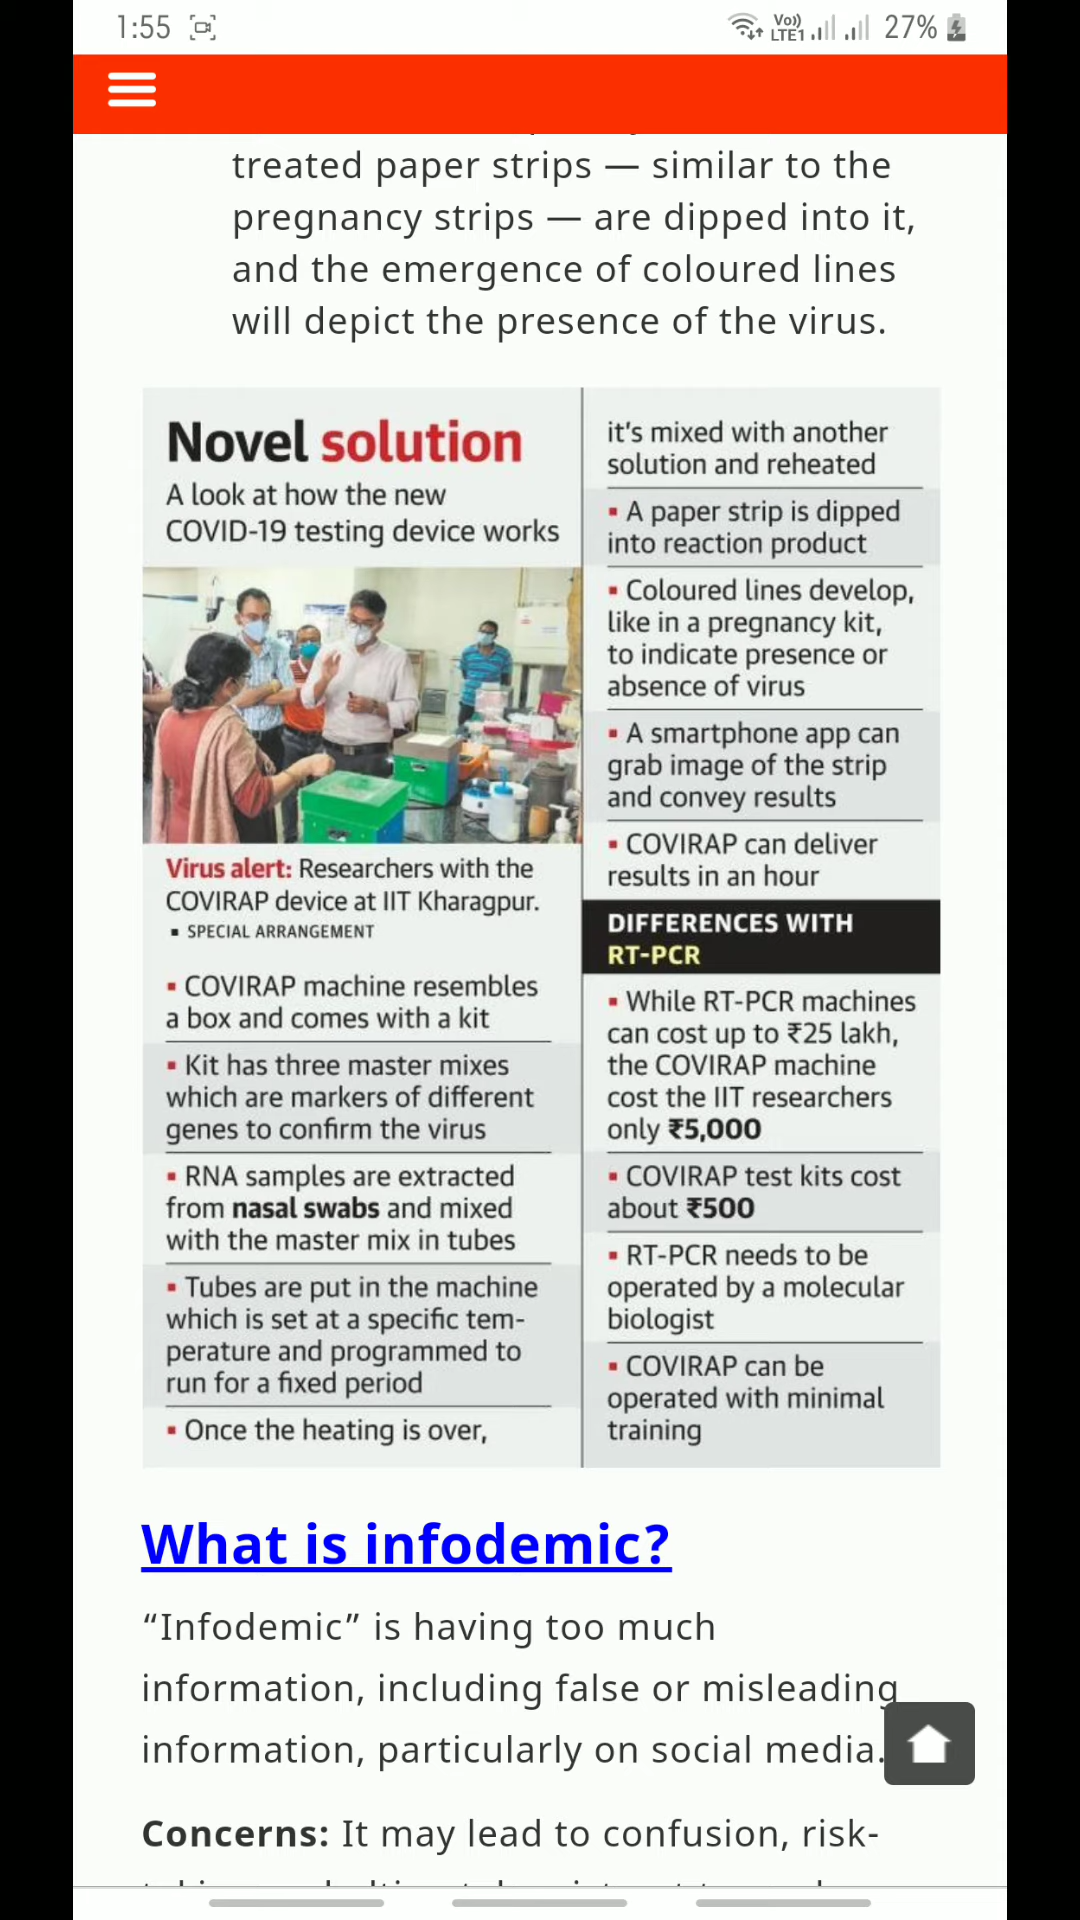 1:55
Vo))
LTE1
27%
treated paper strips — similar to the
pregnancy strips — are dipped into it,
and the emergence of coloured lines
will depict the presence of the virus.
Novel solution
A look at how the new
COVID-19 testing device works
Virus alert: Researchers with the
COVIRAP device at IIT Kharagpur.
▪ SPECIAL ARRANGEMENT
▪ COVIRAP machine resembles
a box and comes with a kit
▪ Kit has three master mixes
which are markers of different
genes to confirm the virus
▪ RNA samples are extracted
from nasal swabs and mixed
with the master mix in tubes
▪ Tubes are put in the machine
which is set at a specific tem-
perature and programmed to
run for a fixed period
▪ Once the heating is over,
it's mixed with another
solution and reheated
▪ A paper strip is dipped
into reaction product
▪ Coloured lines develop,
like in a pregnancy kit,
to indicate presence or
absence of virus
▪ A smartphone app can
grab image of the strip
and convey results
▪ COVIRAP can deliver
results in an hour
DIFFERENCES WITH
RT-PCR
▪ While RT-PCR machines
can cost up to ₹25 lakh,
the COVIRAP machine
cost the IIT researchers
only ₹5,000
▪ COVIRAP test kits cost
about ₹500
▪ RT-PCR needs to be
operated by a molecular
biologist
▪ COVIRAP can be
operated with minimal
training
What is infodemic?
“Infodemic” is having too much
information, including false or misleading
information, particularly on social media.
Concerns: It may lead to confusion, risk-